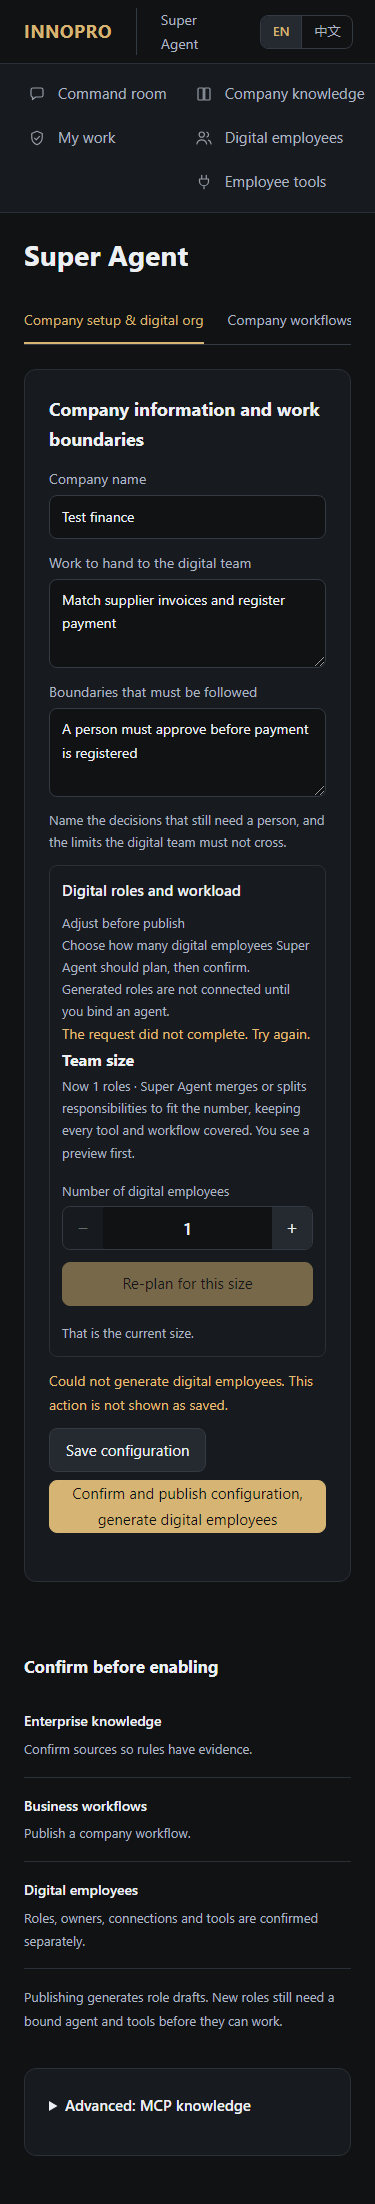 INNOPRO
Super
Agent
EN
中文
Command room
Company knowledge
My work
Digital employees
Employee tools
Super Agent
Company setup & digital org
Company workflows
Company information and work
boundaries
Company name
Test finance
Work to hand to the digital team
Match supplier invoices and register
payment
Boundaries that must be followed
A person must approve before payment
is registered
Name the decisions that still need a person, and
the limits the digital team must not cross.
Digital roles and workload
Adjust before publish
Choose how many digital employees Super
Agent should plan, then confirm.
Generated roles are not connected until
you bind an agent.
The request did not complete. Try again.
Team size
Now 1 roles · Super Agent merges or splits
responsibilities to fit the number, keeping
every tool and workflow covered. You see a
preview first.
Number of digital employees
− 1 +
Re-plan for this size
That is the current size.
Could not generate digital employees. This
action is not shown as saved.
Save configuration
Confirm and publish configuration,
generate digital employees
Confirm before enabling
Enterprise knowledge
Confirm sources so rules have evidence.
Business workflows
Publish a company workflow.
Digital employees
Roles, owners, connections and tools are confirmed
separately.
Publishing generates role drafts. New roles still need a
bound agent and tools before they can work.
Advanced: MCP knowledge